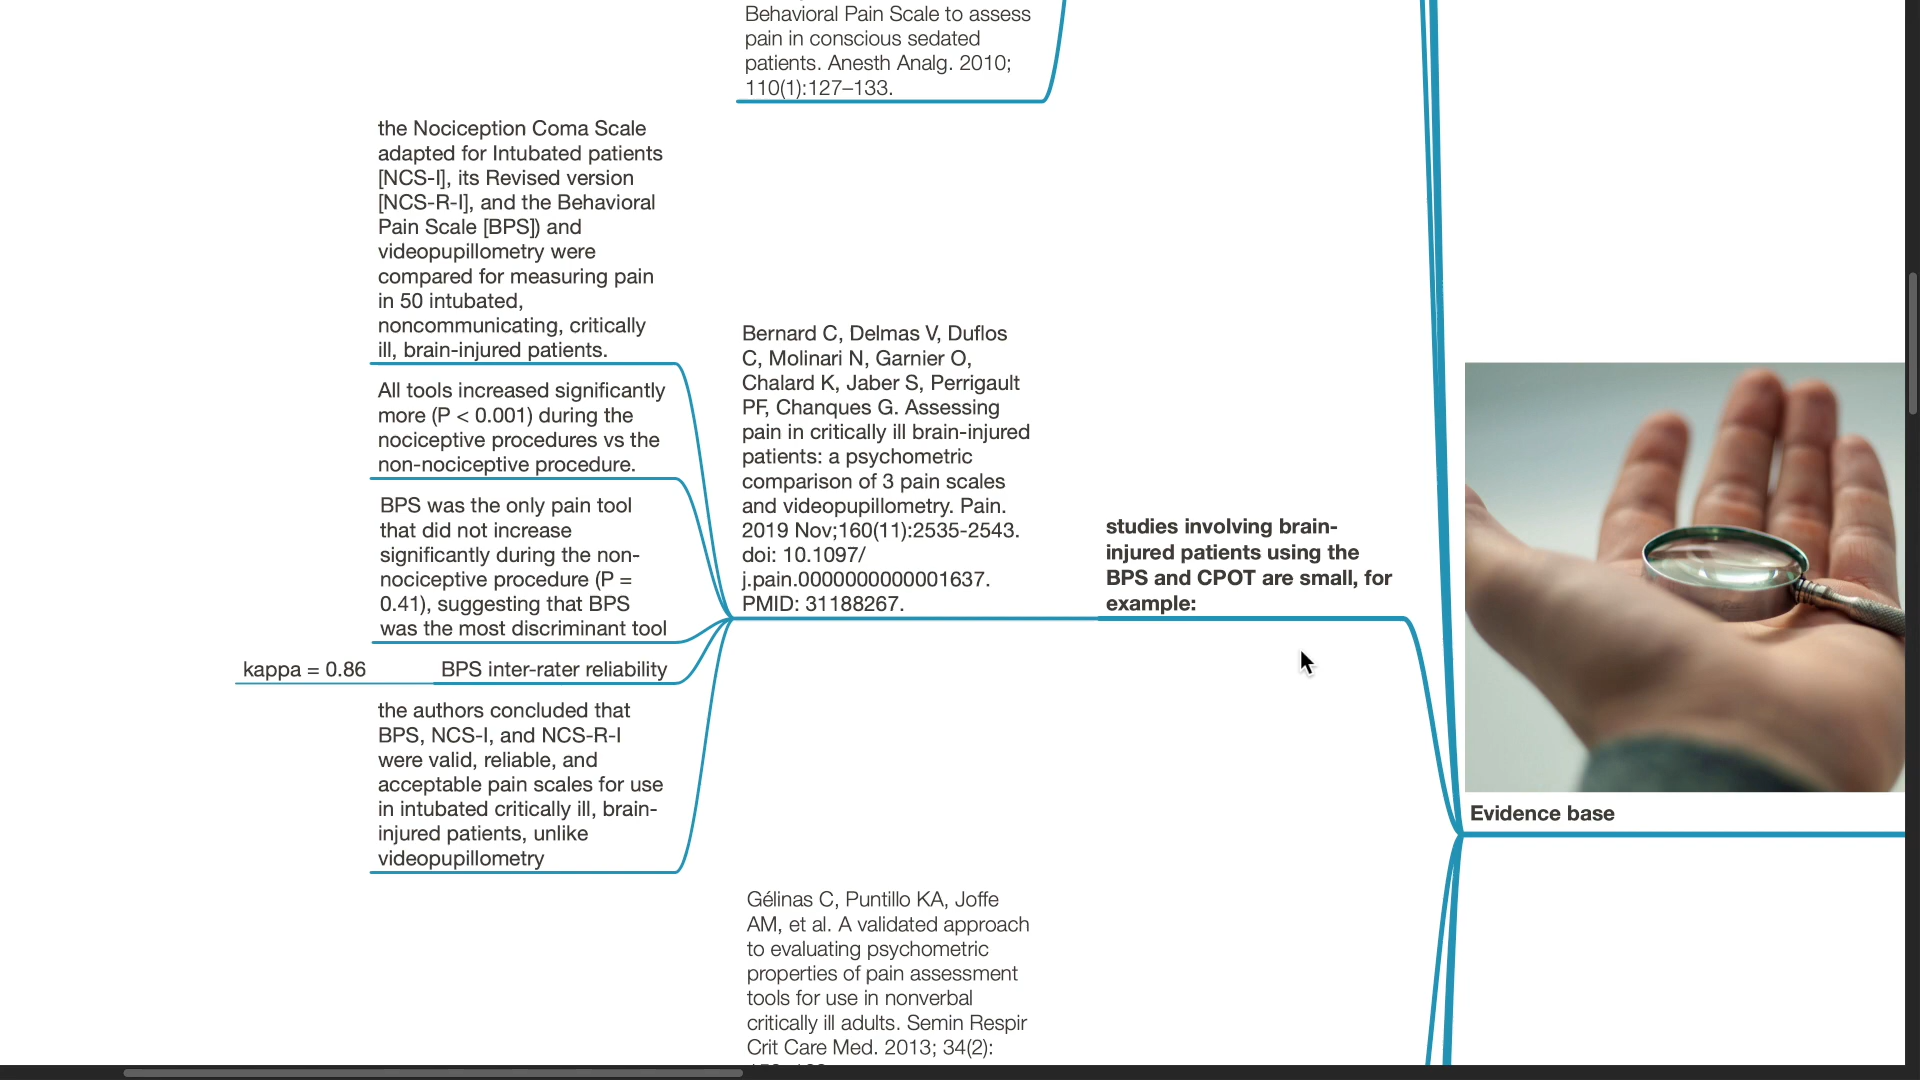 Behavioral Pain Scale to assess
pain in conscious sedated
patients. Anesth Analg. 2010;
110(1):127–133.
the Nociception Coma Scale
adapted for Intubated patients
[NCS-I], its Revised version
[NCS-R-I], and the Behavioral
Pain Scale [BPS]) and
videopupillometry were
compared for measuring pain
in 50 intubated,
noncommunicating, critically
ill, brain-injured patients.
All tools increased significantly
more (P < 0.001) during the
nociceptive procedures vs the
non-nociceptive procedure.
BPS was the only pain tool
that did not increase
significantly during the non-
nociceptive procedure (P =
0.41), suggesting that BPS
was the most discriminant tool
kappa = 0.86
BPS inter-rater reliability
the authors concluded that
BPS, NCS-I, and NCS-R-I
were valid, reliable, and
acceptable pain scales for use
in intubated critically ill, brain-
injured patients, unlike
videopupillometry
Bernard C, Delmas V, Duflos
C, Molinari N, Garnier O,
Chalard K, Jaber S, Perrigault
PF, Chanques G. Assessing
pain in critically ill brain-injured
patients: a psychometric
comparison of 3 pain scales
and videopupillometry. Pain.
2019 Nov;160(11):2535-2543.
doi: 10.1097/
j.pain.0000000000001637.
PMID: 31188267.
studies involving brain-
injured patients using the
BPS and CPOT are small, for
example:
Evidence base
Gélinas C, Puntillo KA, Joffe
AM, et al. A validated approach
to evaluating psychometric
properties of pain assessment
tools for use in nonverbal
critically ill adults. Semin Respir
Crit Care Med. 2013; 34(2):